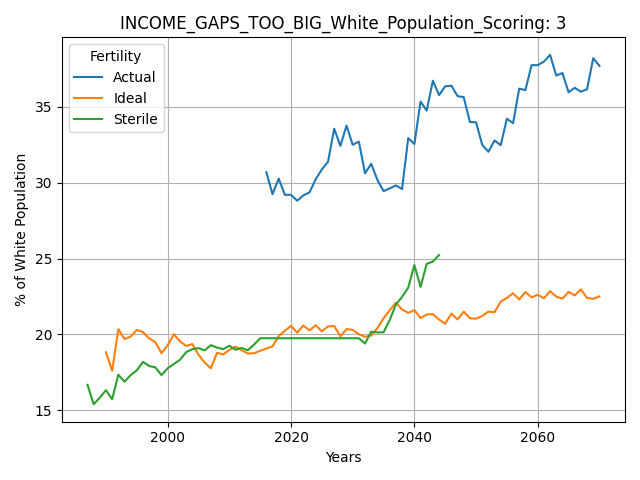 INCOME_GAPS_TOO_BIG_White_Population_Scoring: 3
Fertility
Actual
Ideal
Sterile
% of White Population
35
30
25
20
15
2000
2020
2040
2060
Years